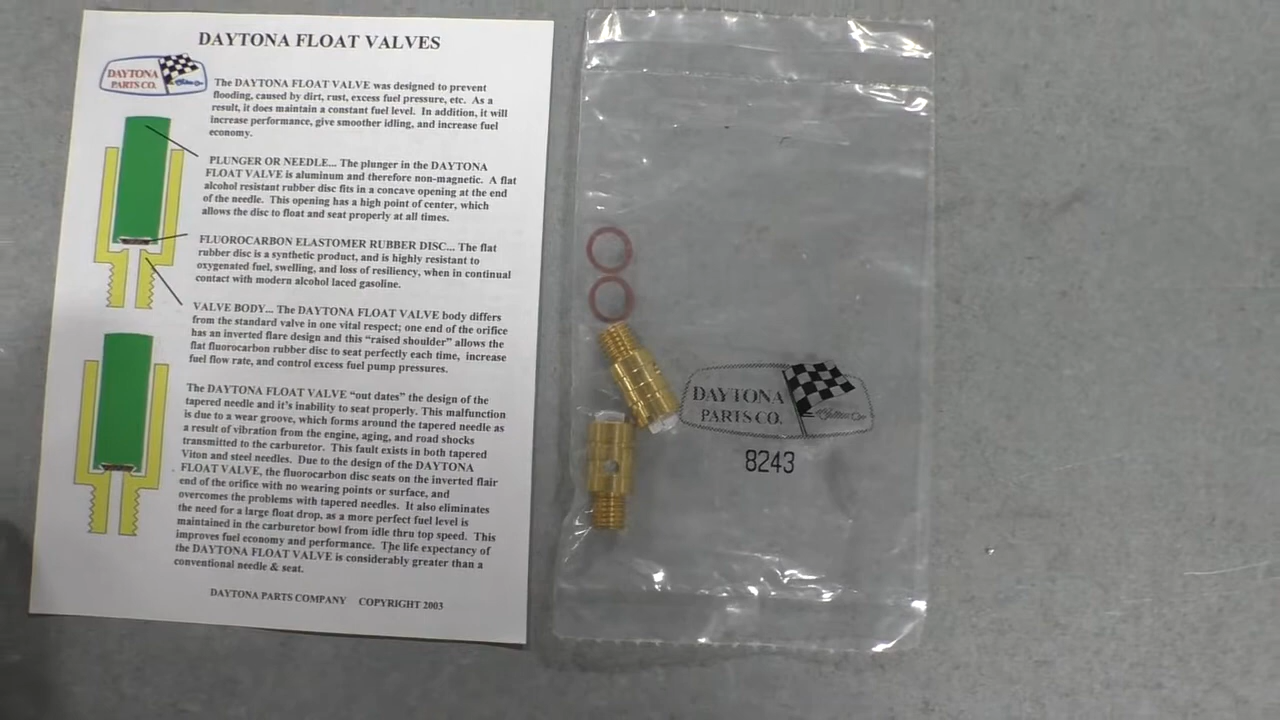 DAYTONA FLOAT VALVES
DAYTONA
PARTS CO.
The DAYTONA FLOAT VALVE was designed to prevent
flooding, caused by dirt, rust, excess fuel pressure, etc. As a
result, it does maintain a constant fuel level. In addition, it will
increase performance, give smoother idling, and increase fuel
economy.
PLUNGER OR NEEDLE... The plunger in the DAYTONA
FLOAT VALVE is aluminum and therefore non-magnetic. A flat
alcohol resistant rubber disc fits in a concave opening at the end
of the needle. This opening has a high point of center, which
allows the disc to float and seat properly at all times.
FLUOROCARBON ELASTOMER RUBBER DISC... The flat
rubber disc is a synthetic product, and is highly resistant to
oxygenated fuel, swelling, and loss of resiliency, when in continual
contact with modern alcohol laced gasoline.
VALVE BODY... The DAYTONA FLOAT VALVE body differs
from the standard valve in one vital respect; one end of the orifice
has an inverted flare design and this “raised shoulder” allows the
flat fluorocarbon rubber disc to seat perfectly each time, increase
fuel flow rate, and control excess fuel pump pressures.
The DAYTONA FLOAT VALVE “out dates” the design of the
tapered needle and it’s inability to seat properly. This malfunction
is due to a wear groove, which forms around the tapered needle as
a result of vibration from the engine, aging, and road shocks
transmitted to the carburetor. This fault exists in both tapered
Viton and steel needles. Due to the design of the DAYTONA
FLOAT VALVE, the fluorocarbon disc seats on the inverted flair
end of the orifice with no wearing points or surface, and
overcomes the problems with tapered needles. It also eliminates
the need for a large float drop, as a more perfect fuel level is
maintained in the carburetor bowl from idle thru top speed. This
improves fuel economy and performance. The life expectancy of
the DAYTONA FLOAT VALVE is considerably greater than a
conventional needle & seat.
DAYTONA PARTS COMPANY COPYRIGHT 2003
DAYTONA
PARTS CO.
8243